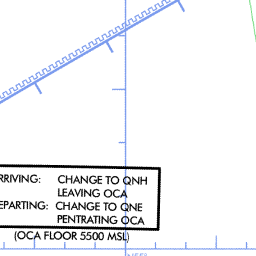 RRIVING: CHANGE TO QNH
LEAVING OCA
EPARTING: CHANGE TO QNE
PENTRATING OCA
(OCA FLOOR 5500 MSL)